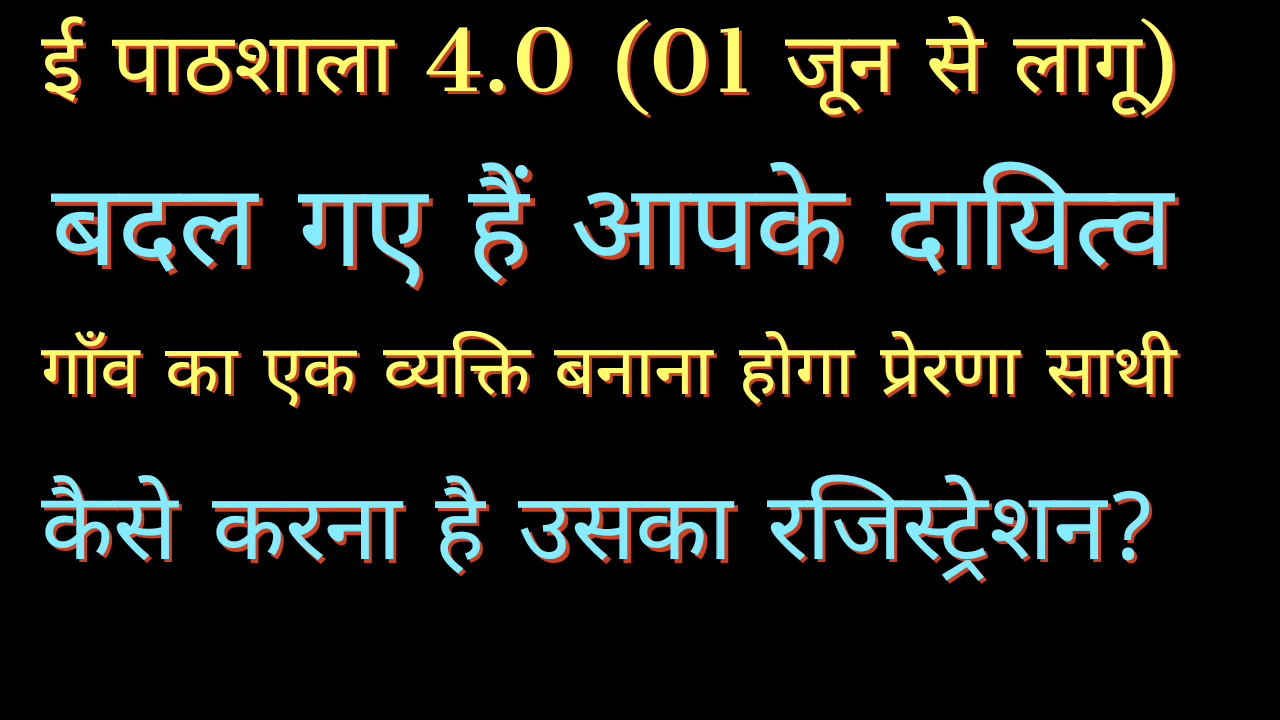 ई पाठशाला 4.0 (01 जून से लागू)
बदल गए हैं आपके दायित्व
गाँव का एक व्यक्ति बनाना होगा प्रेरणा साथी
कैसे करना है उसका रजिस्ट्रेशन?